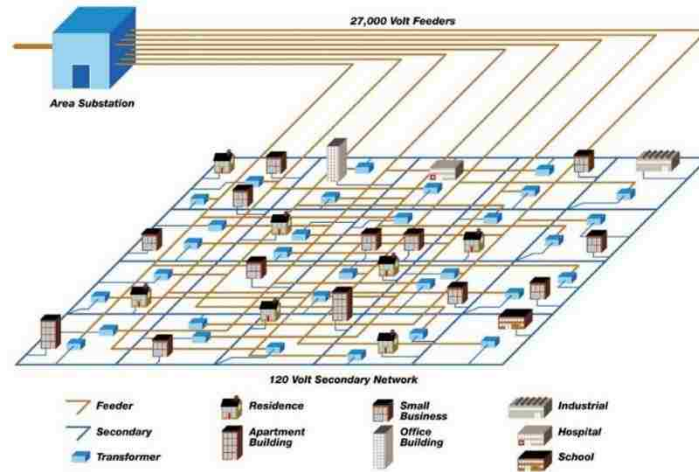 27,000 Volt Feeders
Area Substation
120 Volt Secondary Network
Feeder
Residence
Small
Business
Industrial
Secondary
Apartment
Building
Office
Building
Hospital
Transformer
School